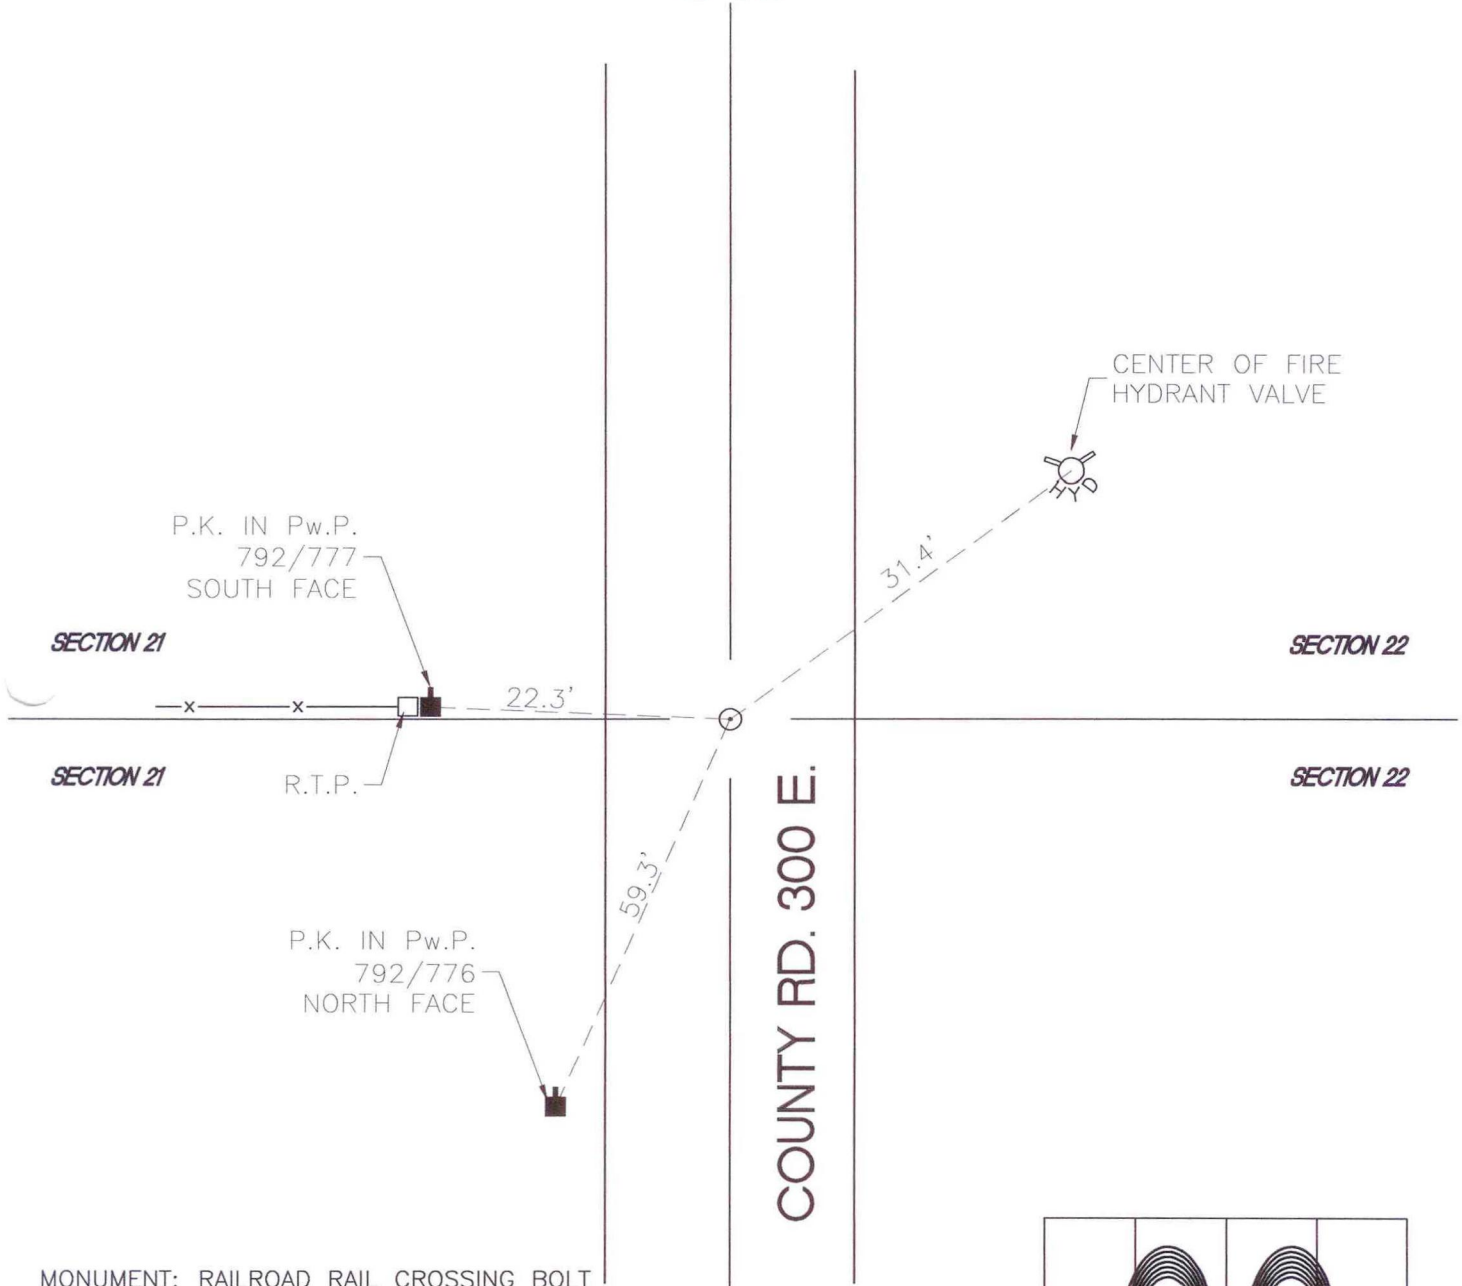 CENTER OF FIRE
HYDRANT VALVE
HYD
P.K. IN Pw.P.
792/777
SOUTH FACE
31.4'
SECTION 21
SECTION 22
x
x
22.3'
SECTION 21
R.T.P.
SECTION 22
COUNTY RD. 300 E.
59.3'
P.K. IN Pw.P.
792/776
NORTH FACE
MONUMENT: RAILROAD RAIL CROSSING BOLT